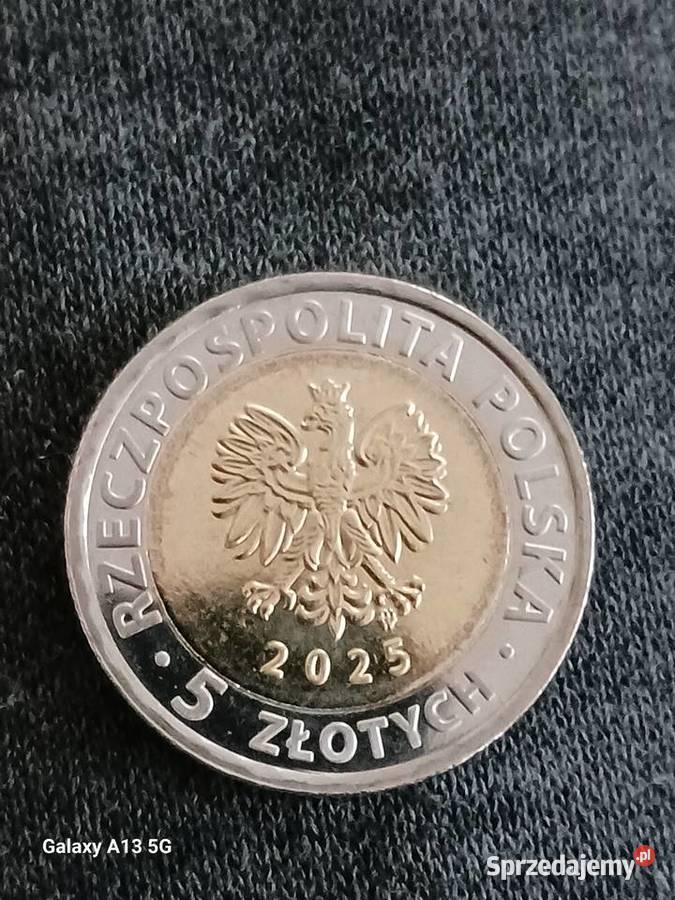 RZECZPOSPOLITA POLSKA
2025
• 5 ZŁOTYCH •
Galaxy A13 5G
Sprzedajemy.pl